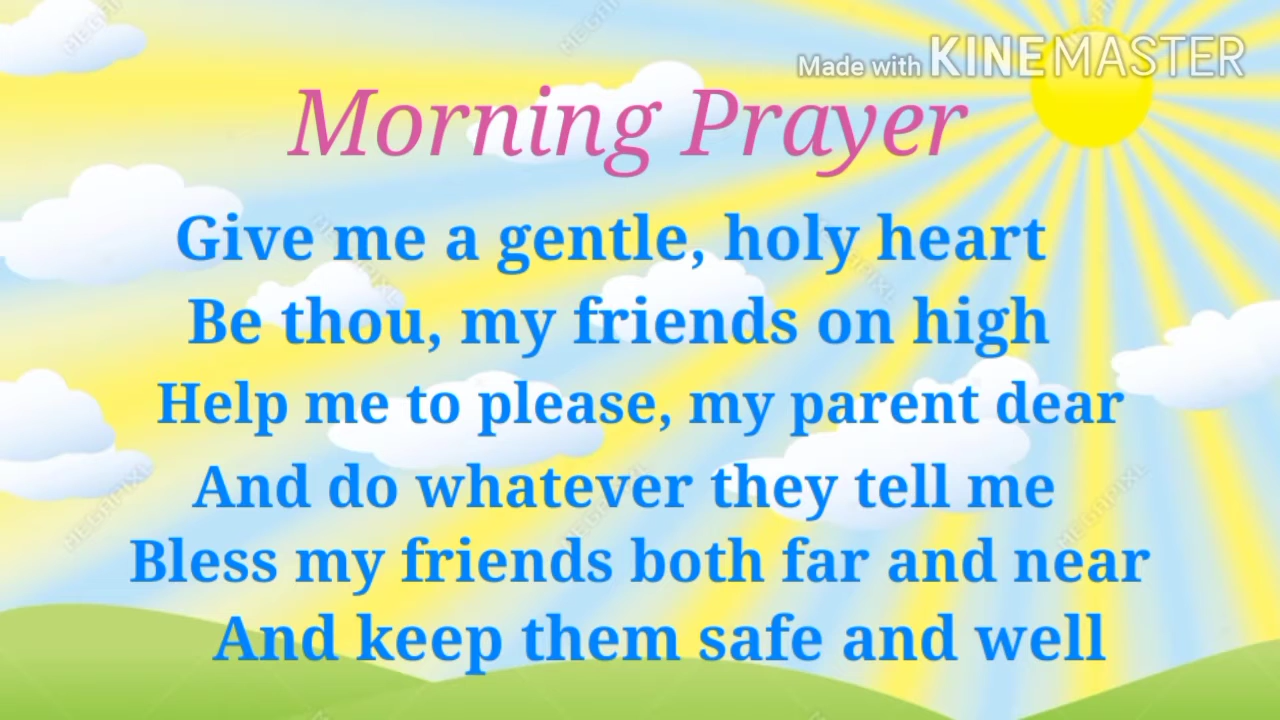 Made with KINEMASTER
Morning Prayer
Give me a gentle, holy heart
Be thou, my friends on high
Help me to please, my parent dear
And do whatever they tell me
Bless my friends both far and near
And keep them safe and well